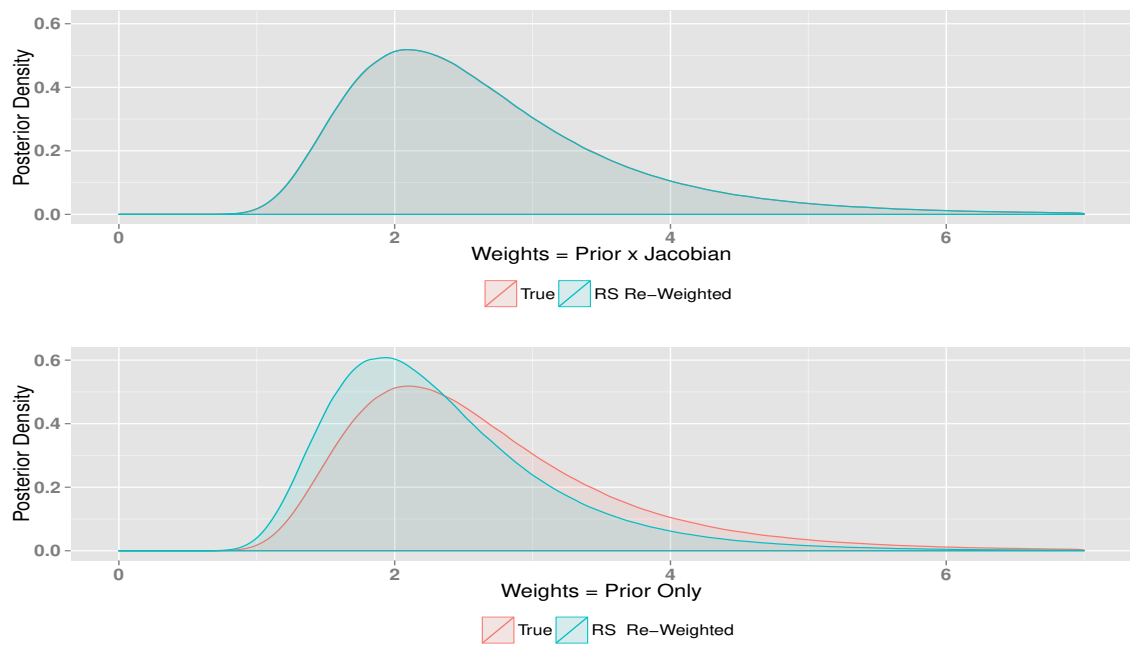 0.6
0.4
0.2
0.0
Posterior Density
0 2 4 6
Weights = Prior x Jacobian
True RS Re−Weighted
0.6
0.4
0.2
0.0
Posterior Density
0 2 4 6
Weights = Prior Only
True RS Re−Weighted